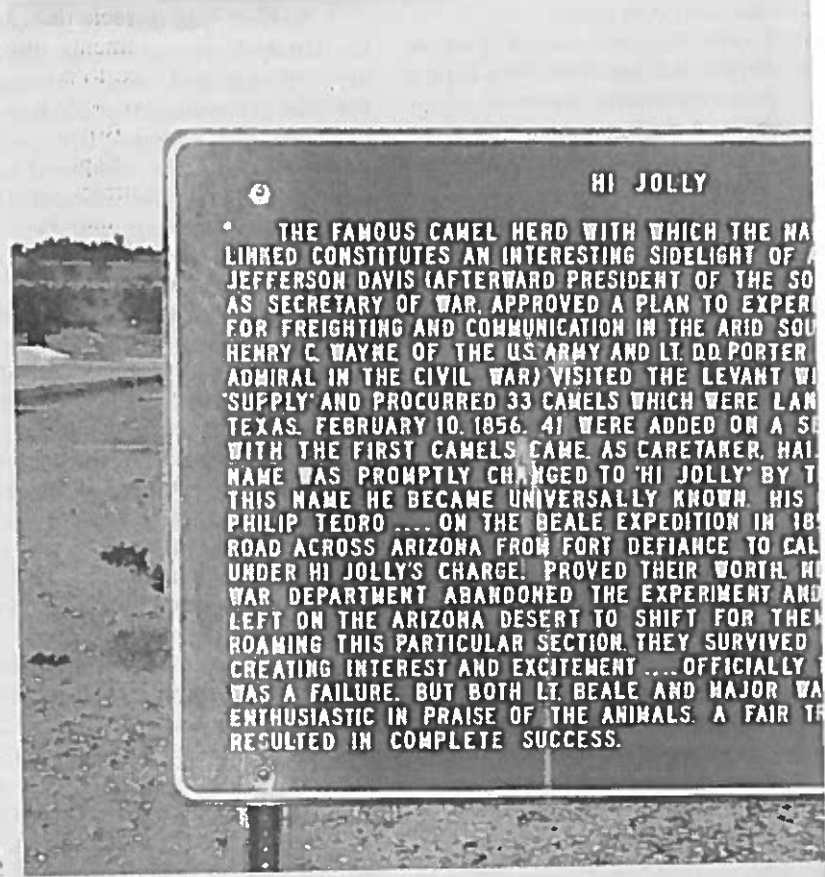 HI JOLLY
THE FAMOUS CAMEL HERD WITH WHICH THE NA
LINKED CONSTITUTES AN INTERESTING SIDELIGHT OF A
JEFFERSON DAVIS (AFTERWARD PRESIDENT OF THE SO
AS SECRETARY OF WAR, APPROVED A PLAN TO EXPERI
FOR FREIGHTING AND COMMUNICATION IN THE ARID SOU
HENRY C. WAYNE OF THE U.S. ARMY AND LT. D.D. PORTER
ADMIRAL IN THE CIVIL WAR) VISITED THE LEVANT WI
"SUPPLY" AND PROCURRED 33 CAMELS WHICH WERE LAN
TEXAS. FEBRUARY 10, 1856. 41 WERE ADDED ON A SE
WITH THE FIRST CAMELS CAME, AS CARETAKER, HAI
NAME WAS PROMPTLY CHANGED TO "HI JOLLY" BY T
THIS NAME HE BECAME UNIVERSALLY KNOWN. HIS
PHILIP TEDRO .... ON THE BEALE EXPEDITION IN 185
ROAD ACROSS ARIZONA FROM FORT DEFIANCE TO CAL
UNDER HI JOLLY'S CHARGE. PROVED THEIR WORTH. NE
WAR DEPARTMENT ABANDONED THE EXPERIMENT AND
LEFT ON THE ARIZONA DESERT TO SHIFT FOR THEM
ROAMING THIS PARTICULAR SECTION, THEY SURVIVED
CREATING INTEREST AND EXCITEMENT .... OFFICIALLY T
WAS A FAILURE. BUT BOTH LT. BEALE AND MAJOR WA
ENTHUSIASTIC IN PRAISE OF THE ANIMALS. A FAIR TR
RESULTED IN COMPLETE SUCCESS.